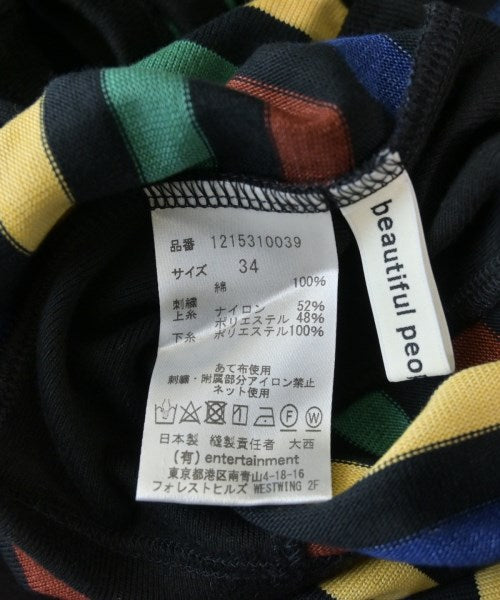 品番 1215310039
サイズ 34
綿 100%
刺繍
上糸 ナイロン 52%
ポリエステル 48%
下糸 ポリエステル100%
あて布使用
刺繍・附属部分アイロン禁止
ネット使用
日本製 縫製責任者 大西
(有) entertainment
東京都港区南青山4-18-16
フォレストヒルズ WESTWING 2F
beautiful peo